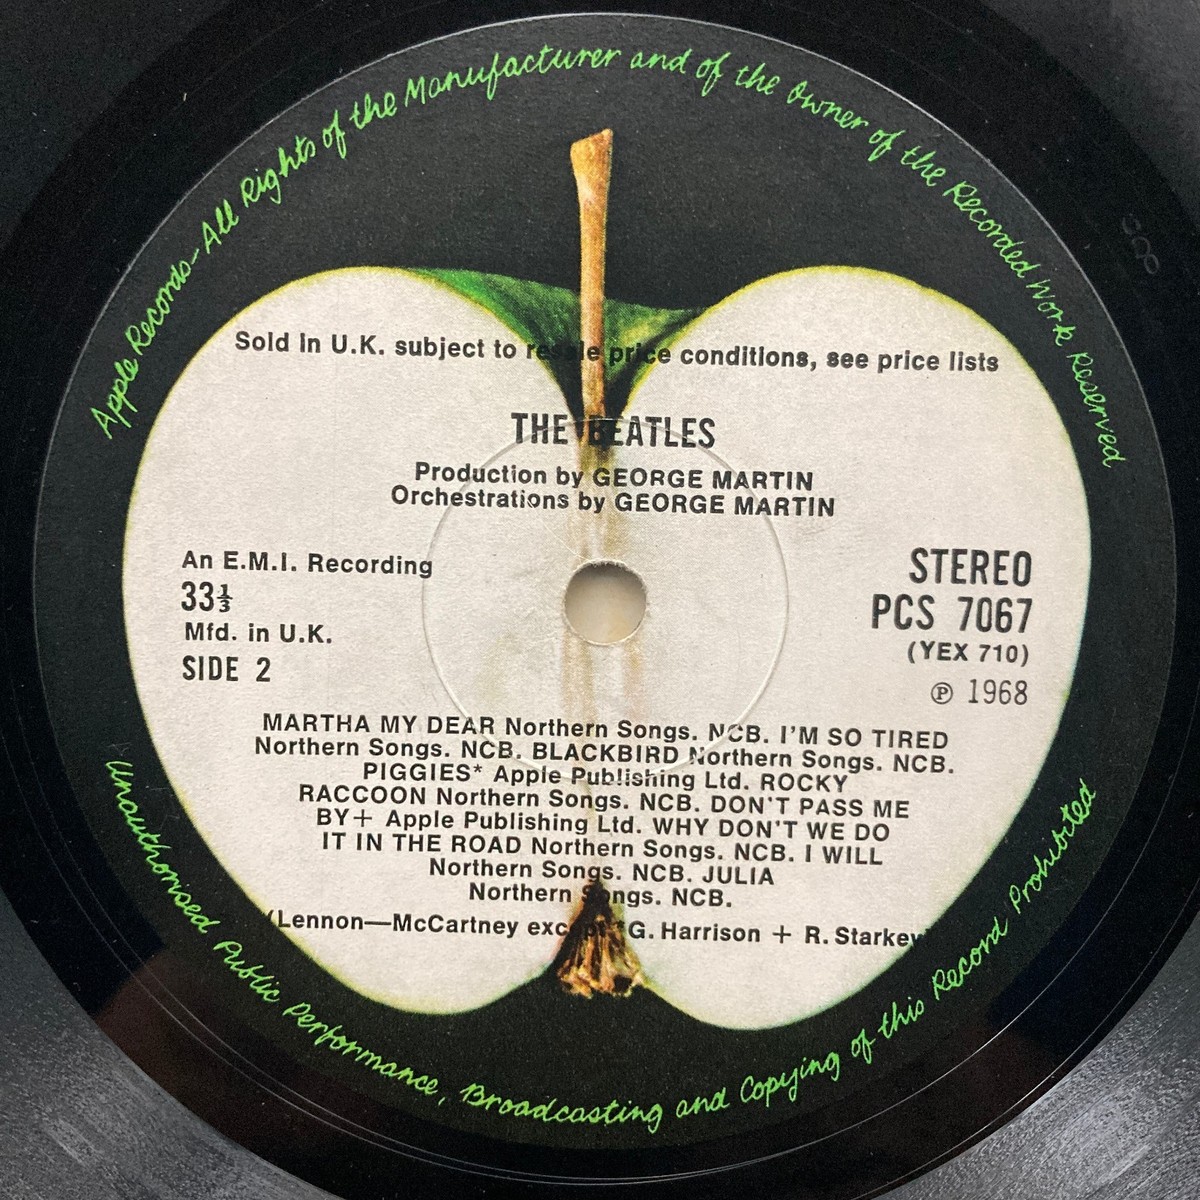 Apple Records–All Rights of the Manufacturer and of the Owner of the Recorded Work Reserved
Sold in U.K. subject to resale price conditions, see price lists
THE BEATLES
Production by GEORGE MARTIN
Orchestrations by GEORGE MARTIN
An E.M.I. Recording
33⅓
Mfd. in U.K.
SIDE 2
STEREO
PCS 7067
(YEX 710)
℗ 1968
MARTHA MY DEAR Northern Songs. NCB. I'M SO TIRED
Northern Songs. NCB. BLACKBIRD Northern Songs. NCB.
PIGGIES* Apple Publishing Ltd. ROCKY
RACCOON Northern Songs. NCB. DON'T PASS ME
BY+ Apple Publishing Ltd. WHY DON'T WE DO
IT IN THE ROAD Northern Songs. NCB. I WILL
Northern Songs. NCB. JULIA
Northern Songs. NCB.
(Lennon—McCartney except *G. Harrison + R. Starkey)
Unauthorised Public Performance, Broadcasting and Copying of this Record Prohibited